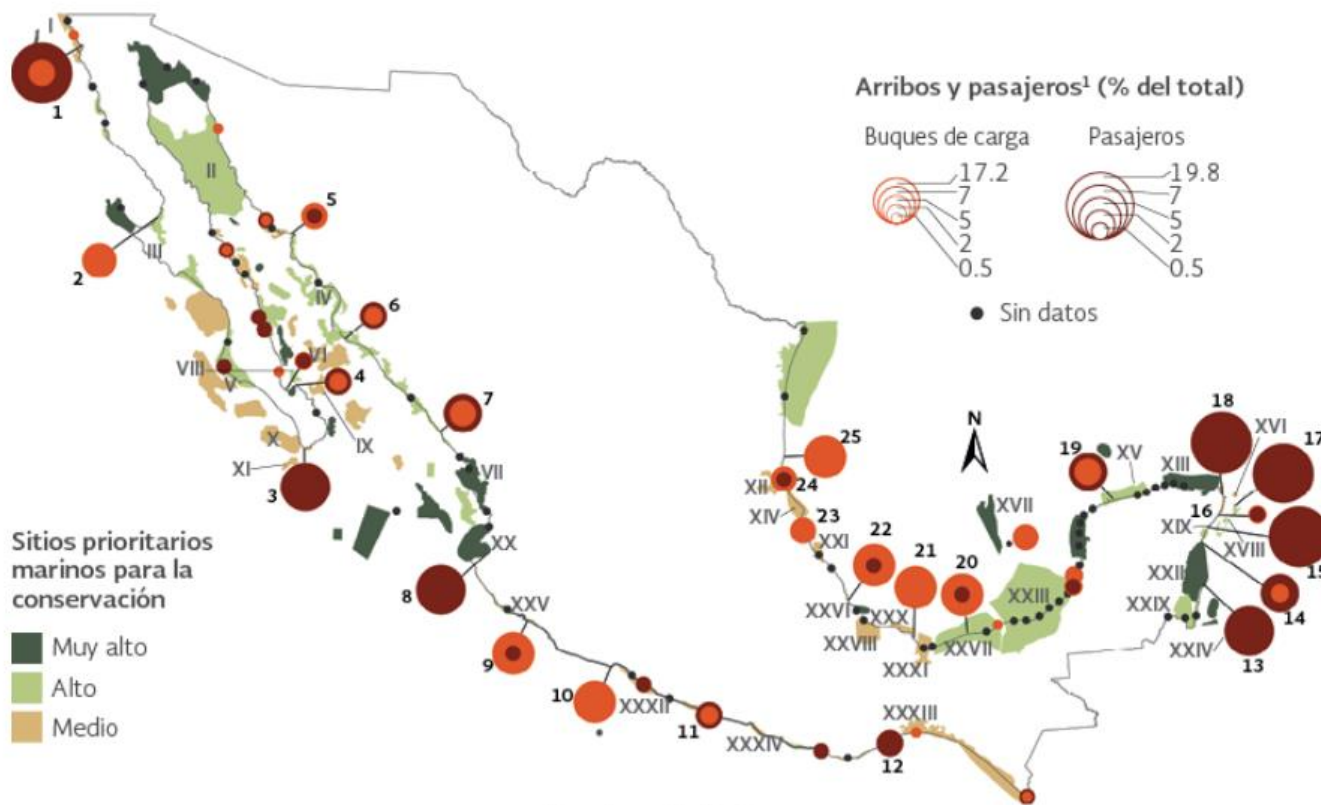 I
1
II
5
III
2
IV
6
VI
VIII
V
4
IX
7
X
XI
3
VII
XX
8
XXV
9
10
XXXII
11
XXXIV
12
XXXIII
Arribos y pasajeros¹ (% del total)
Buques de carga
17.2
7
5
2
0.5
Pasajeros
19.8
7
5
2
0.5
Sin datos
N
25
24
XII
XIV
23
XXI
22
21
20
XXVI
XXX
XXVIII
XXXI
XXVII
XXIII
XVII
19
XV
XIII
18
XVI
17
16
XIX
XVIII
15
XXII
14
XXIX
XXIV
13
Sitios prioritarios
marinos para la
conservación
Muy alto
Alto
Medio